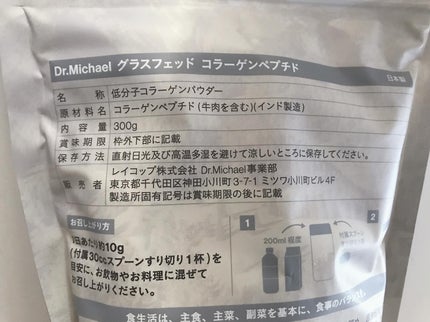 Dr.Michael グラスフェッド コラーゲンペプチド
日本製
名 称 低分子コラーゲンパウダー
原材料名 コラーゲンペプチド(牛肉を含む)(インド製造)
内 容 量 300g
賞味期限 枠外下部に記載
保存方法 直射日光及び高温多湿を避けて涼しいところに保存してください。
販 売 者 レイコップ株式会社 Dr.Michael事業部
東京都千代田区神田小川町3-7-1 ミツワ小川町ビル4F
製造所固有記号は賞味期限の後に記載
お召し上がり方
1日あたり約10g
(付属30ccスプーンすり切り1杯)を
目安に、お飲物やお料理に混ぜて
お召し上がりください。
1
200ml 程度
2
付属スプーン
食生活は、主食、主菜、副菜を基本に、食事のバランスを。